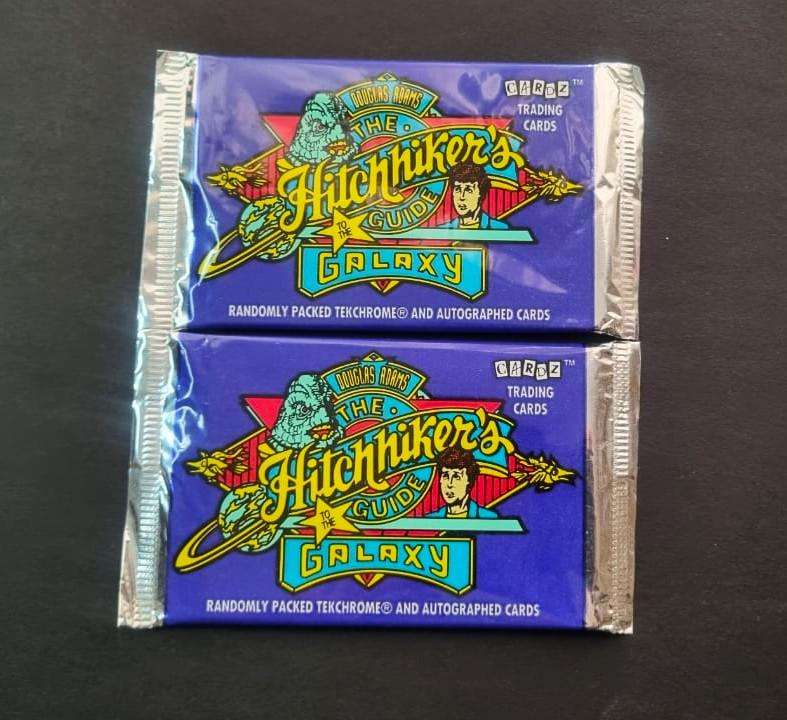 DOUGLAS ADAMS
THE
Hitchhiker's
GUIDE
TO THE
GALAXY
CARDZ™
TRADING
CARDS
RANDOMLY PACKED TEKCHROME® AND AUTOGRAPHED CARDS
DOUGLAS ADAMS
THE
Hitchhiker's
GUIDE
TO THE
GALAXY
CARDZ™
TRADING
CARDS
RANDOMLY PACKED TEKCHROME® AND AUTOGRAPHED CARDS